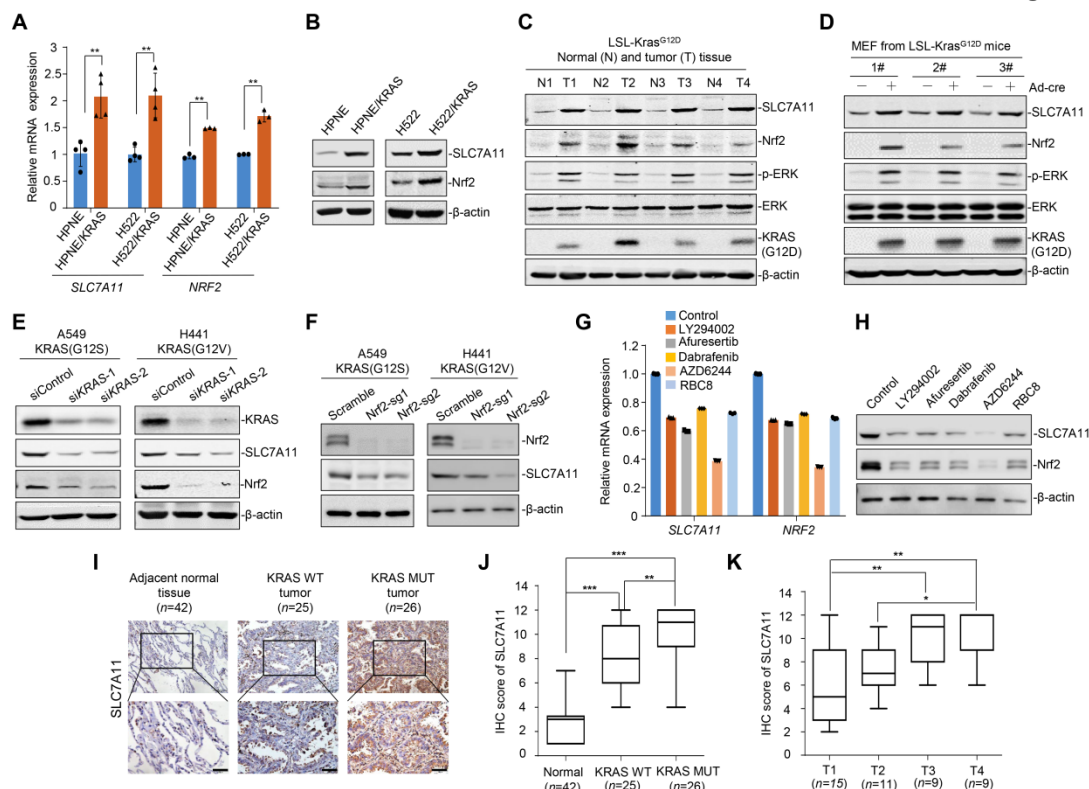 A
Relative mRNA expression
3
2.5
2
1.5
1
0.5
0
**
**
**
**
HPNE
HPNE/KRAS
H522
H522/KRAS
HPNE
HPNE/KRAS
H522
H522/KRAS
SLC7A11
NRF2
B
HPNE
HPNE/KRAS
H522
H522/KRAS
-SLC7A11
-Nrf2
-β-actin
C
LSL-KrasG12D
Normal (N) and tumor (T) tissue
N1 T1 N2 T2 N3 T3 N4 T4
-SLC7A11
-Nrf2
-p-ERK
-ERK
-KRAS
(G12D)
-β-actin
D
MEF from LSL-KrasG12D mice
1# 2# 3#
— + — + — + Ad-cre
-SLC7A11
-Nrf2
-p-ERK
-ERK
-KRAS
(G12D)
-β-actin
E
A549
KRAS(G12S)
H441
KRAS(G12V)
siControl
siKRAS-1
siKRAS-2
siControl
siKRAS-1
siKRAS-2
-KRAS
-SLC7A11
-Nrf2
-β-actin
F
A549
KRAS(G12S)
H441
KRAS(G12V)
Scramble
Nrf2-sg1
Nrf2-sg2
Scramble
Nrf2-sg1
Nrf2-sg2
-Nrf2
-SLC7A11
-β-actin
G
Control
LY294002
Afuresertib
Dabrafenib
AZD6244
RBC8
Relative mRNA expression
1.2
1.0
0.8
0.6
0.4
0.2
0
SLC7A11
NRF2
H
Control
LY294002
Afuresertib
Dabrafenib
AZD6244
RBC8
-SLC7A11
-Nrf2
-β-actin
I
Adjacent normal
tissue
(n=42)
KRAS WT
tumor
(n=25)
KRAS MUT
tumor
(n=26)
SLC7A11
J
IHC score of SLC7A11
14
12
10
8
6
4
2
0
***
***
**
Normal
(n=42)
KRAS WT
(n=25)
KRAS MUT
(n=26)
K
IHC score of SLC7A11
14
12
10
8
6
4
2
0
**
**
*
T1
(n=15)
T2
(n=11)
T3
(n=9)
T4
(n=9)